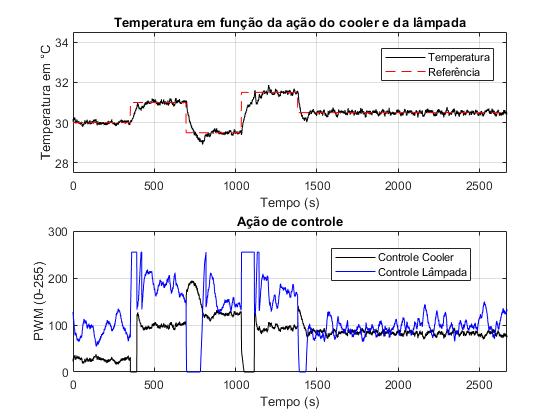 Temperatura em função da ação do cooler e da lâmpada
34
32
30
28
Temperatura em °C
Temperatura
Referência
0
500
1000
1500
2000
2500
Tempo (s)
Ação de controle
300
200
100
0
PWM (0-255)
Controle Cooler
Controle Lâmpada
0
500
1000
1500
2000
2500
Tempo (s)